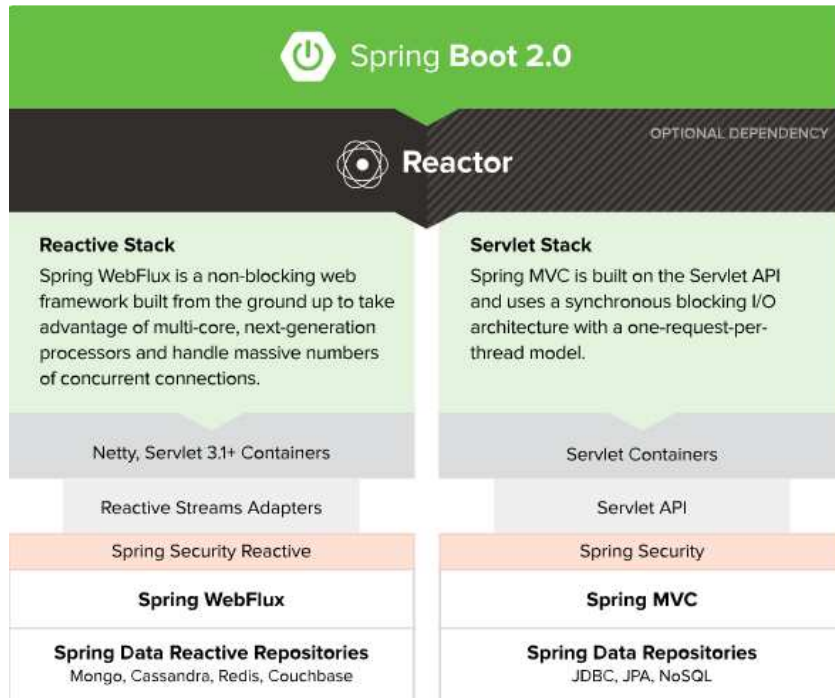 Spring Boot 2.0
OPTIONAL DEPENDENCY
Reactor
Reactive Stack
Spring WebFlux is a non-blocking web
framework built from the ground up to take
advantage of multi-core, next-generation
processors and handle massive numbers
of concurrent connections.
Netty, Servlet 3.1+ Containers
Reactive Streams Adapters
Spring Security Reactive
Spring WebFlux
Spring Data Reactive Repositories
Mongo, Cassandra, Redis, Couchbase
Servlet Stack
Spring MVC is built on the Servlet API
and uses a synchronous blocking I/O
architecture with a one-request-per-
thread model.
Servlet Containers
Servlet API
Spring Security
Spring MVC
Spring Data Repositories
JDBC, JPA, NoSQL